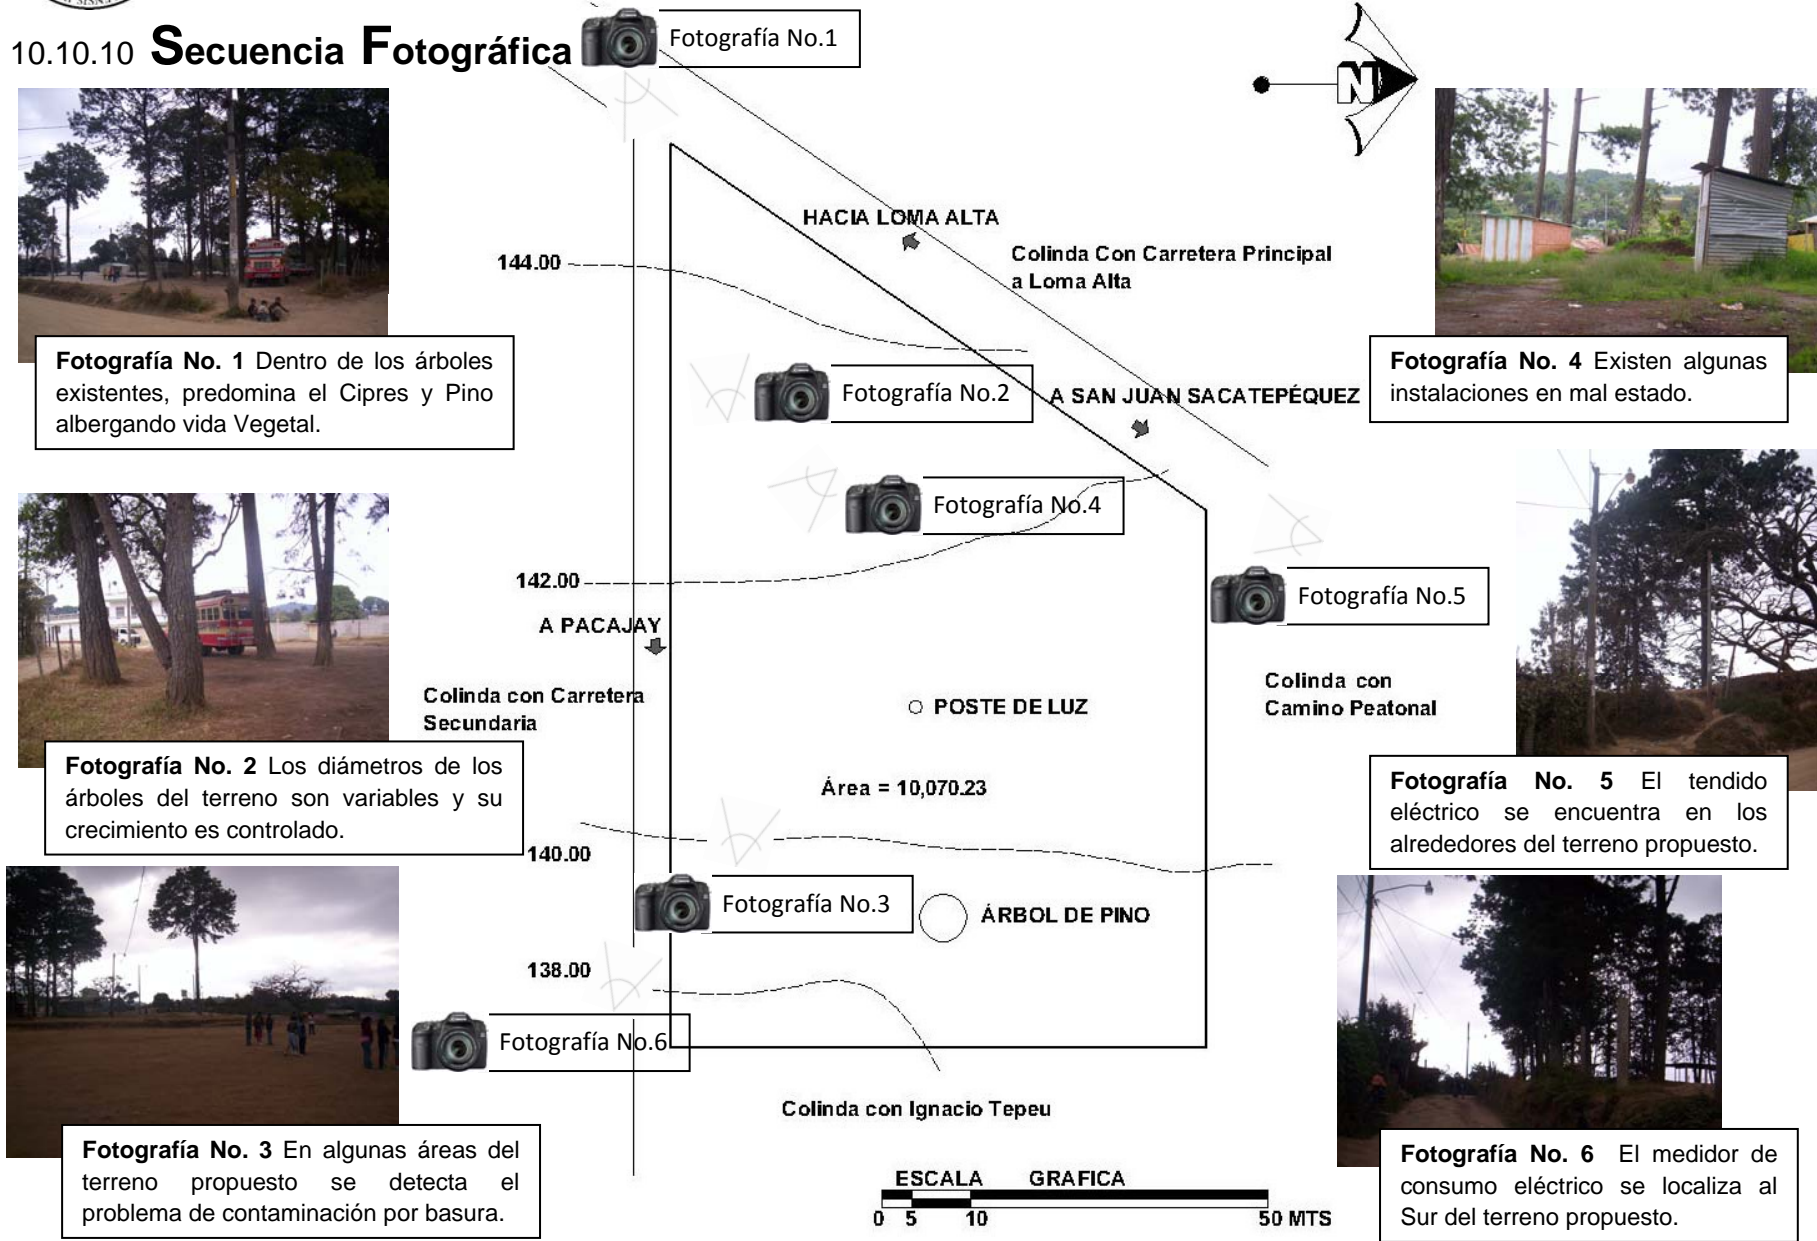 10.10.10 Secuencia Fotográfica
Fotografía No.1
N
Fotografía No. 1 Dentro de los árboles
existentes, predomina el Cipres y Pino
albergando vida Vegetal.
HACIA LOMA ALTA
Colinda Con Carretera Principal
a Loma Alta
144.00
Fotografía No.2
A SAN JUAN SACATEPÉQUEZ
Fotografía No. 4 Existen algunas
instalaciones en mal estado.
Fotografía No.4
142.00
Fotografía No.5
A PACAJAY
Colinda con Carretera
Secundaria
POSTE DE LUZ
Colinda con
Camino Peatonal
Fotografía No. 2 Los diámetros de los
árboles del terreno son variables y su
crecimiento es controlado.
Área = 10,070.23
Fotografía No. 5 El tendido
eléctrico se encuentra en los
alrededores del terreno propuesto.
140.00
Fotografía No.3
ÁRBOL DE PINO
138.00
Fotografía No.6
Colinda con Ignacio Tepeu
Fotografía No. 3 En algunas áreas del
terreno propuesto se detecta el
problema de contaminación por basura.
ESCALA GRAFICA
0 5 10 50 MTS
Fotografía No. 6 El medidor de
consumo eléctrico se localiza al
Sur del terreno propuesto.